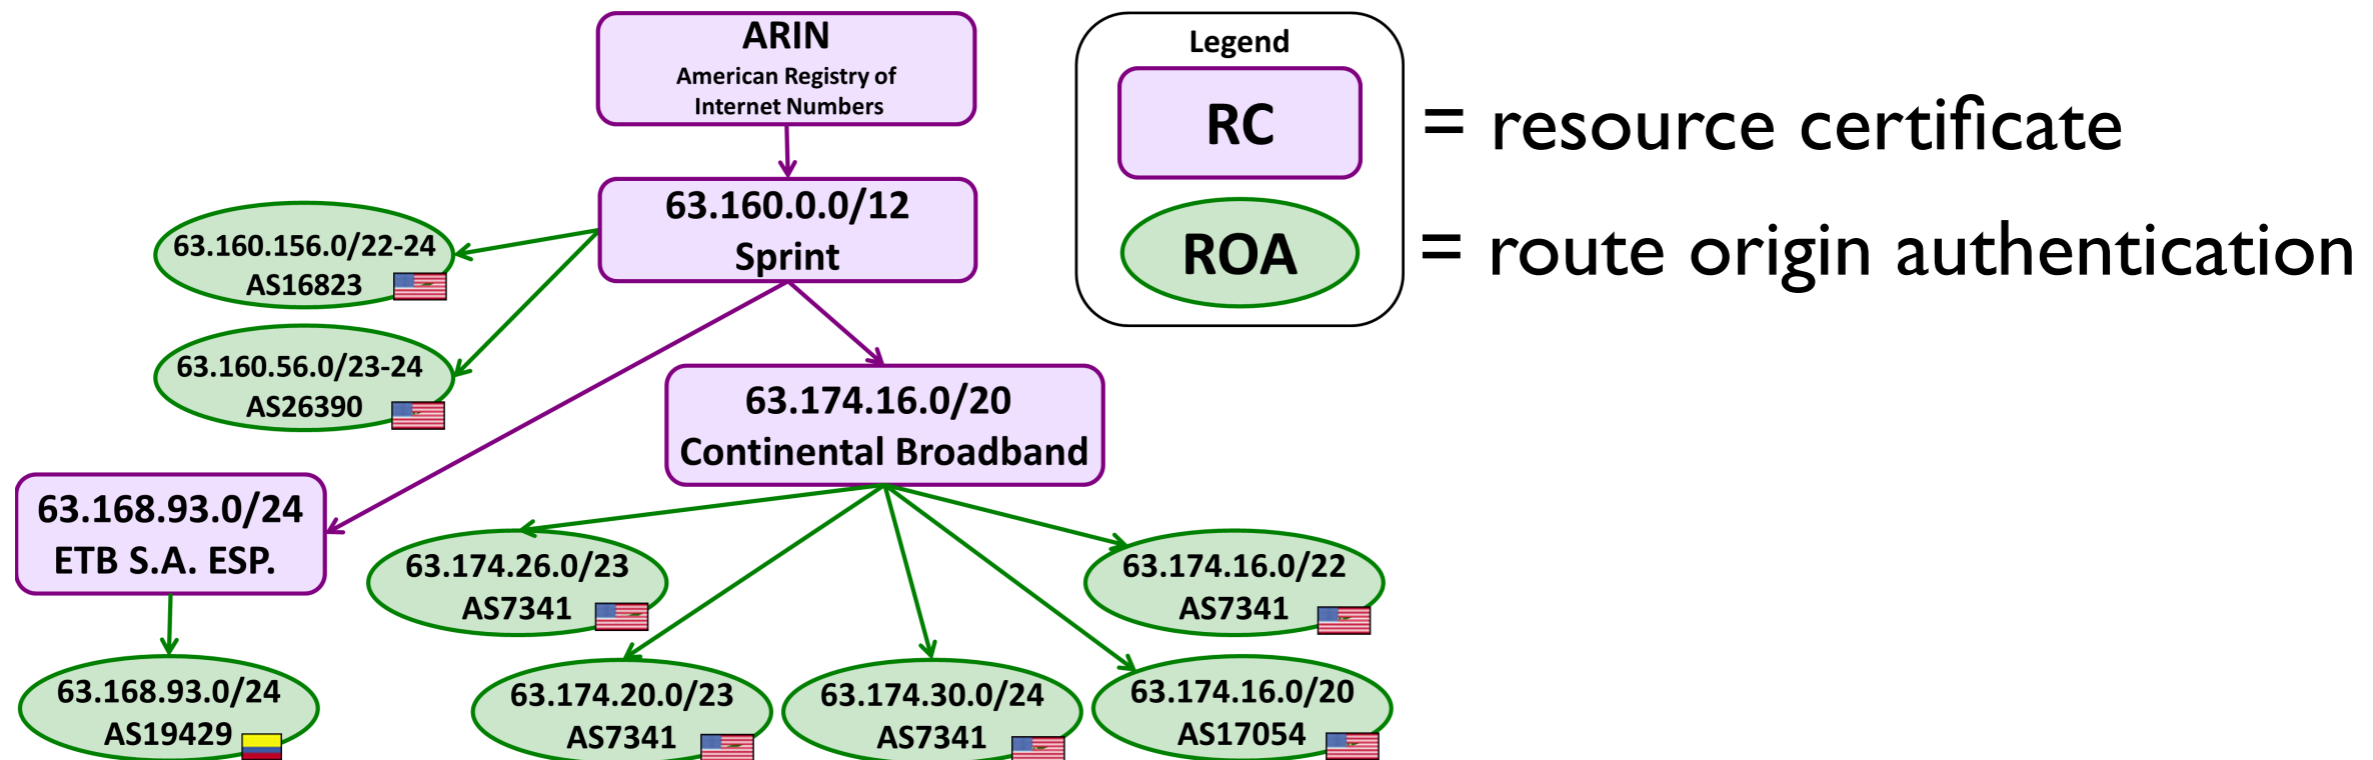 ARIN
American Registry of
Internet Numbers
Legend
RC
= resource certificate
ROA
= route origin authentication
63.160.0.0/12
Sprint
63.160.156.0/22-24
AS16823
63.160.56.0/23-24
AS26390
63.174.16.0/20
Continental Broadband
63.168.93.0/24
ETB S.A. ESP.
63.174.26.0/23
AS7341
63.174.16.0/22
AS7341
63.168.93.0/24
AS19429
63.174.20.0/23
AS7341
63.174.30.0/24
AS7341
63.174.16.0/20
AS17054